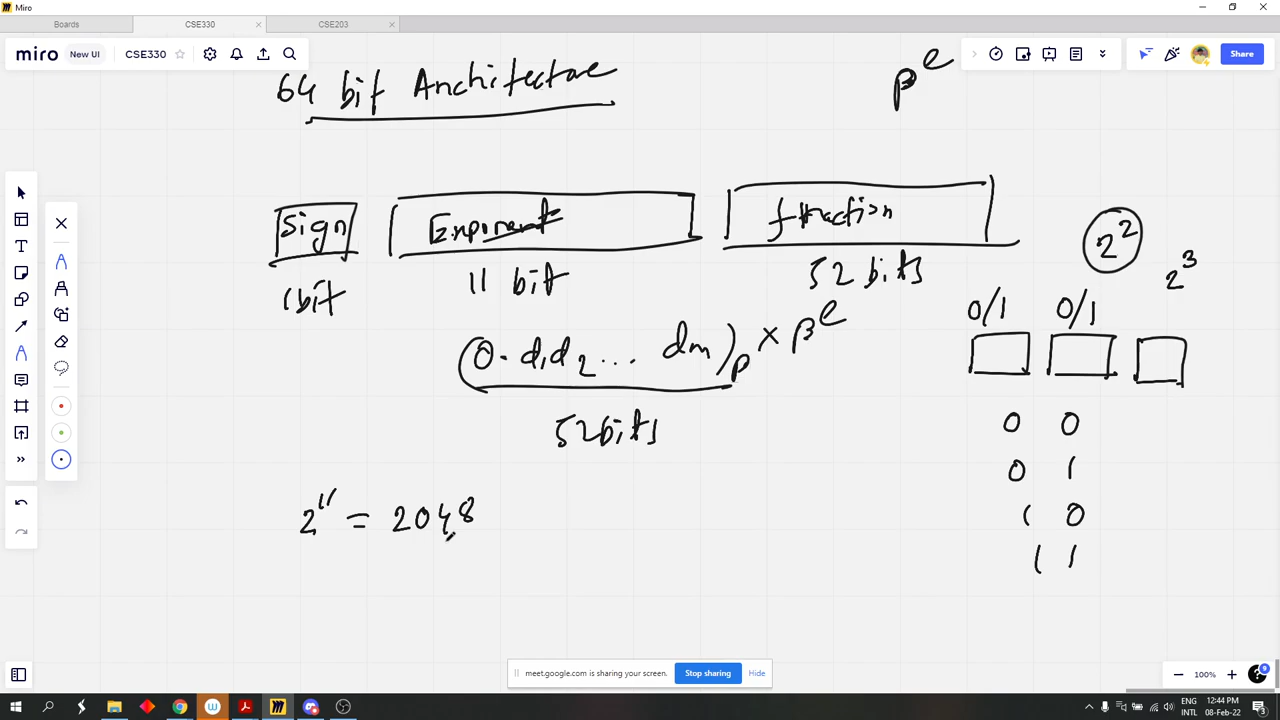 Miro
Boards
CSE330
CSE203
miro
New UI
CSE330
Share
64 bit Architectre
β^e
Sign
Exponent
fraction
1bit
11 bit
52 bits
2^2
2^3
(0. d1d2... dm)β × β^e
52bits
0/1 0/1
0 0
0 1
1 0
1 1
2^11 = 2048
meet.google.com is sharing your screen.
Stop sharing
Hide
100%
9
ENG
INTL
12:44 PM
08-Feb-22
3